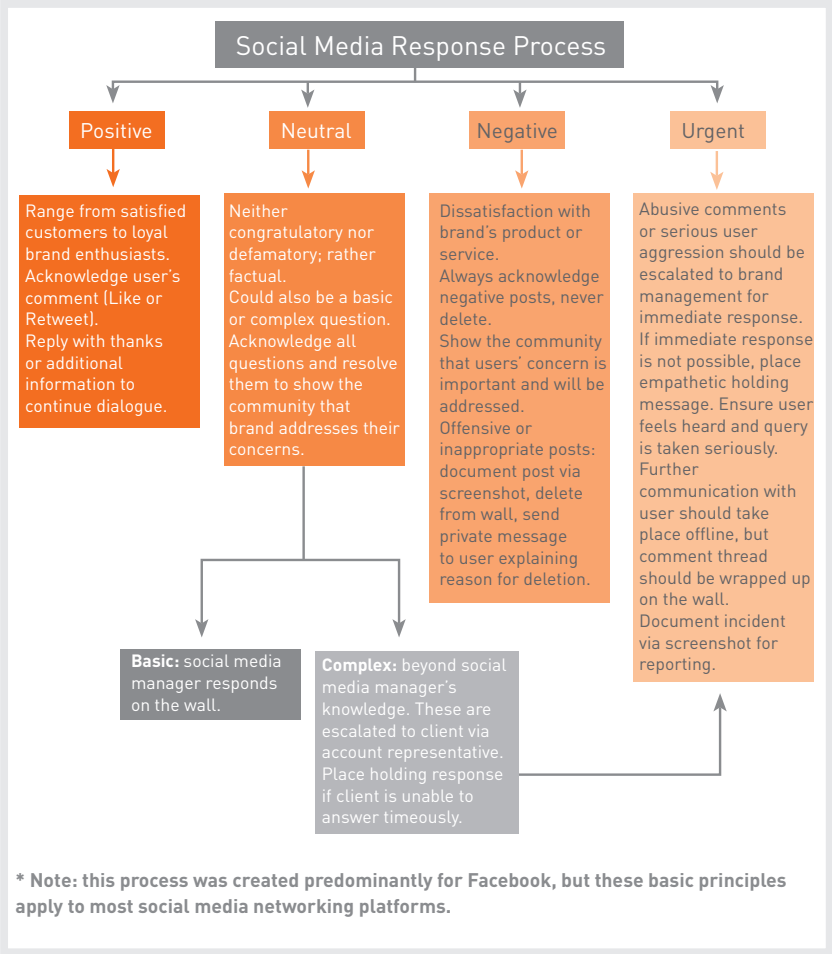 Social Media Response Process
Positive
Neutral
Negative
Urgent
Range from satisfied
customers to loyal
brand enthusiasts.
Acknowledge user's
comment (Like or
Retweet).
Reply with thanks
or additional
information to
continue dialogue.
Neither
congratulatory nor
defamatory; rather
factual.
Could also be a basic
or complex question.
Acknowledge all
questions and resolve
them to show the
community that
brand addresses their
concerns.
Dissatisfaction with
brand's product or
service.
Always acknowledge
negative posts, never
delete.
Show the community
that users' concern is
important and will be
addressed.
Offensive or
inappropriate posts:
document post via
screenshot, delete
from wall, send
private message
to user explaining
reason for deletion.
Abusive comments
or serious user
aggression should be
escalated to brand
management for
immediate response.
If immediate response
is not possible, place
empathetic holding
message. Ensure user
feels heard and query
is taken seriously.
Further
communication with
user should take
place offline, but
comment thread
should be wrapped up
on the wall.
Document incident
via screenshot for
reporting.
Basic: social media
manager responds
on the wall.
Complex: beyond social
media manager's
knowledge. These are
escalated to client via
account representative.
Place holding response
if client is unable to
answer timeously.
* Note: this process was created predominantly for Facebook, but these basic principles
apply to most social media networking platforms.